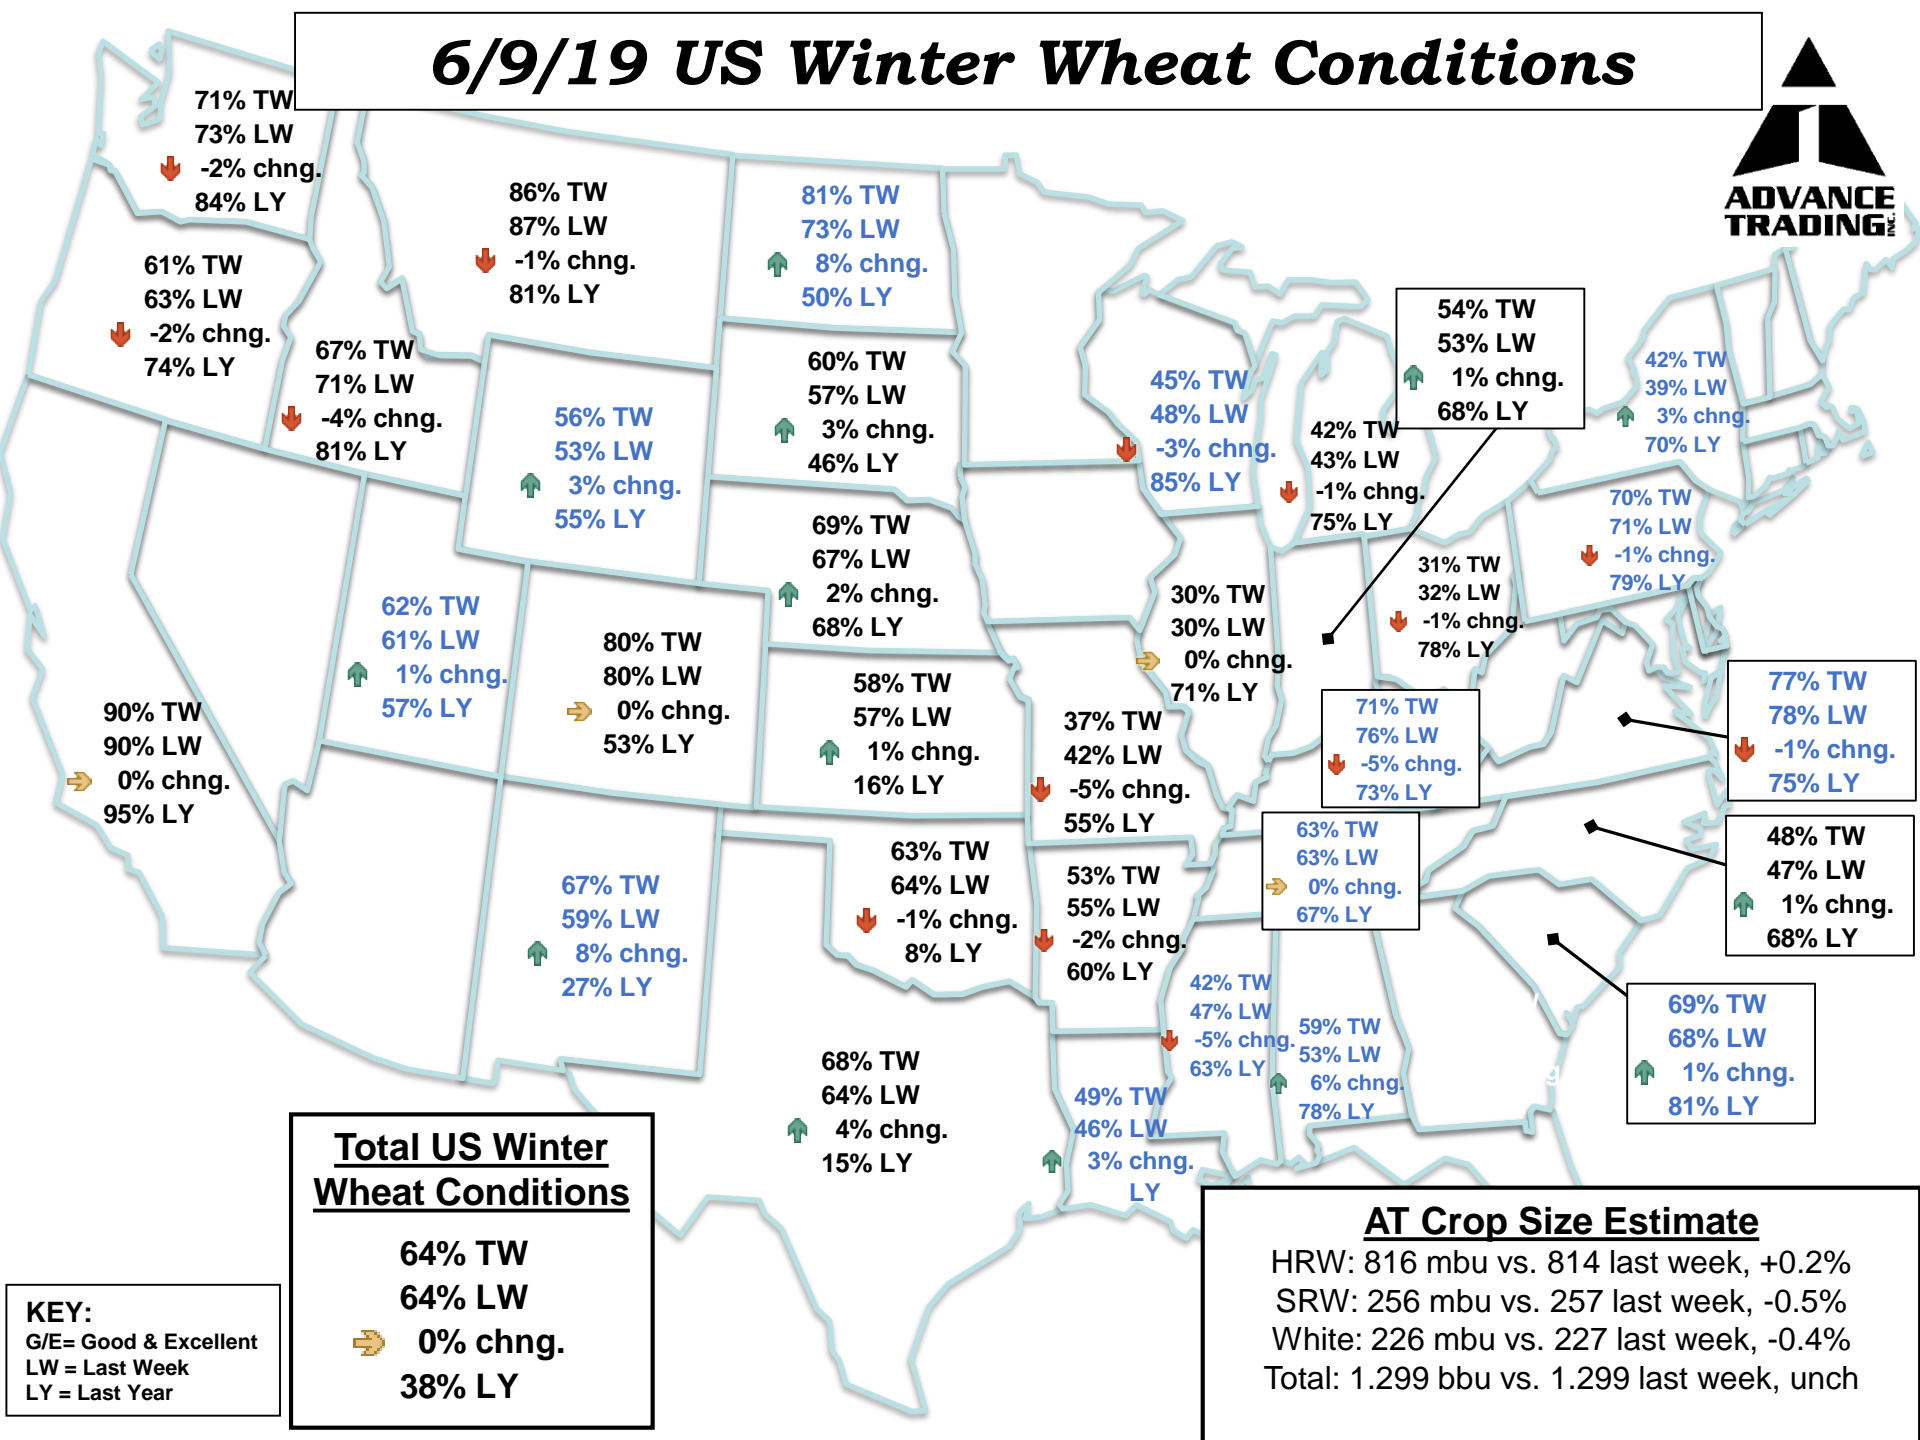 6/9/19 US Winter Wheat Conditions
ADVANCE
TRADING INC.
71% TW
73% LW
-2% chng.
84% LY
61% TW
63% LW
-2% chng.
74% LY
67% TW
71% LW
-4% chng.
81% LY
86% TW
87% LW
-1% chng.
81% LY
81% TW
73% LW
8% chng.
50% LY
60% TW
57% LW
3% chng.
46% LY
56% TW
53% LW
3% chng.
55% LY
69% TW
67% LW
2% chng.
68% LY
45% TW
48% LW
-3% chng.
85% LY
42% TW
43% LW
-1% chng.
75% LY
54% TW
53% LW
1% chng.
68% LY
42% TW
39% LW
3% chng.
70% LY
70% TW
71% LW
-1% chng.
79% LY
31% TW
32% LW
-1% chng.
78% LY
30% TW
30% LW
0% chng.
71% LY
62% TW
61% LW
1% chng.
57% LY
80% TW
80% LW
0% chng.
53% LY
90% TW
90% LW
0% chng.
95% LY
58% TW
57% LW
1% chng.
16% LY
37% TW
42% LW
-5% chng.
55% LY
71% TW
76% LW
-5% chng.
73% LY
77% TW
78% LW
-1% chng.
75% LY
63% TW
63% LW
0% chng.
67% LY
48% TW
47% LW
1% chng.
68% LY
67% TW
59% LW
8% chng.
27% LY
63% TW
64% LW
-1% chng.
8% LY
53% TW
55% LW
-2% chng.
60% LY
42% TW
47% LW
-5% chng.
63% LY
59% TW
53% LW
6% chng.
78% LY
69% TW
68% LW
1% chng.
81% LY
68% TW
64% LW
4% chng.
15% LY
49% TW
46% LW
3% chng.
LY
Total US Winter
Wheat Conditions
64% TW
64% LW
0% chng.
38% LY
KEY:
G/E= Good & Excellent
LW = Last Week
LY = Last Year
AT Crop Size Estimate
HRW: 816 mbu vs. 814 last week, +0.2%
SRW: 256 mbu vs. 257 last week, -0.5%
White: 226 mbu vs. 227 last week, -0.4%
Total: 1.299 bbu vs. 1.299 last week, unch